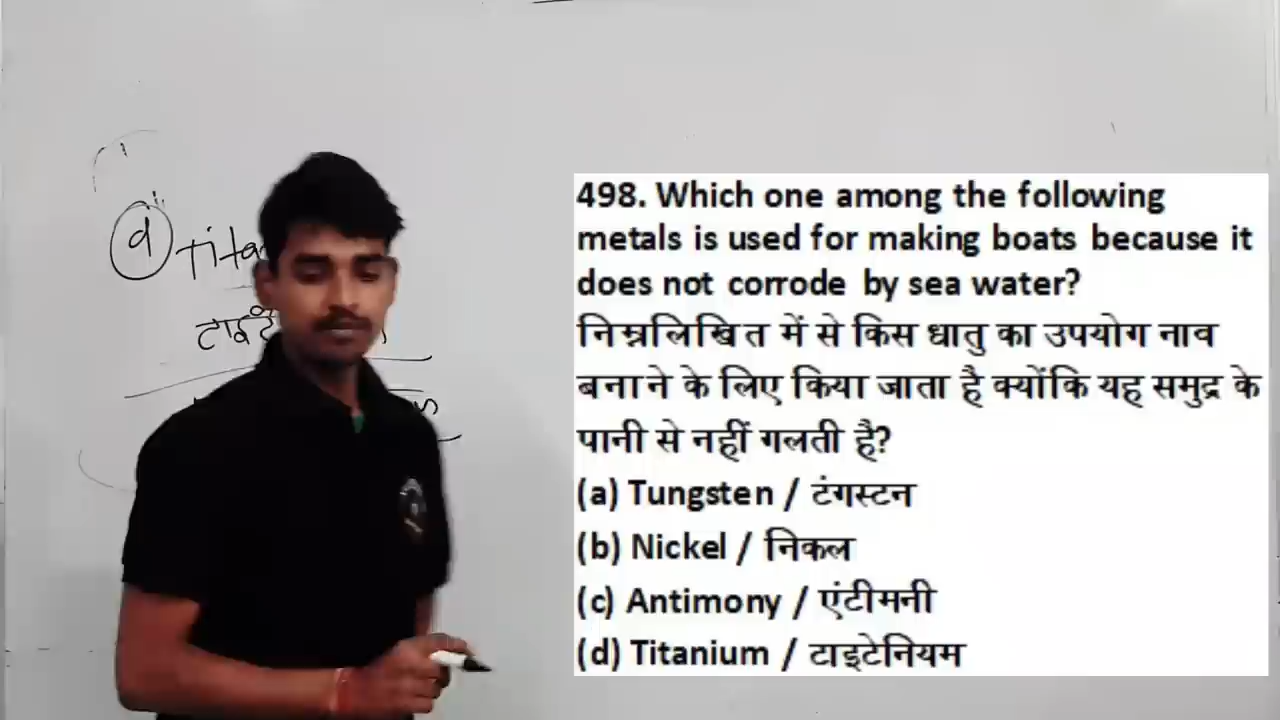 d
टाइटे
498. Which one among the following
metals is used for making boats because it
does not corrode by sea water?
निम्नलिखित में से किस धातु का उपयोग नाव
बनाने के लिए किया जाता है क्योंकि यह समुद्र के
पानी से नहीं गलती है?
(a) Tungsten / टंगस्टन
(b) Nickel / निकल
(c) Antimony / एंटीमनी
(d) Titanium / टाइटेनियम